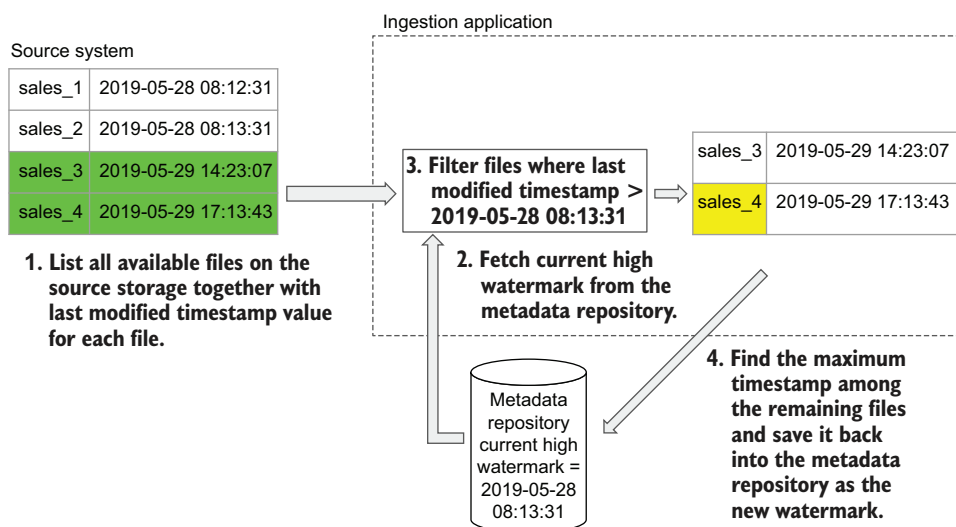 Ingestion application
Source system
sales_1 2019-05-28 08:12:31
sales_2 2019-05-28 08:13:31
sales_3 2019-05-29 14:23:07
sales_4 2019-05-29 17:13:43
1. List all available files on the
source storage together with
last modified timestamp value
for each file.
3. Filter files where last
modified timestamp >
2019-05-28 08:13:31
sales_3 2019-05-29 14:23:07
sales_4 2019-05-29 17:13:43
2. Fetch current high
watermark from the
metadata repository.
Metadata
repository
current high
watermark =
2019-05-28
08:13:31
4. Find the maximum
timestamp among
the remaining files
and save it back
into the metadata
repository as the
new watermark.